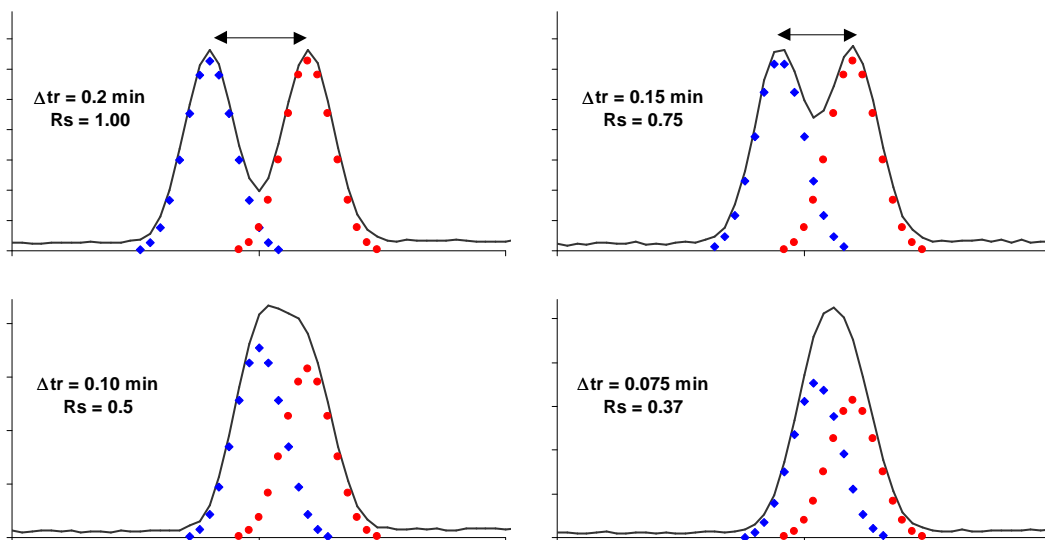 Δtr = 0.2 min
Rs = 1.00
Δtr = 0.15 min
Rs = 0.75
Δtr = 0.10 min
Rs = 0.5
Δtr = 0.075 min
Rs = 0.37